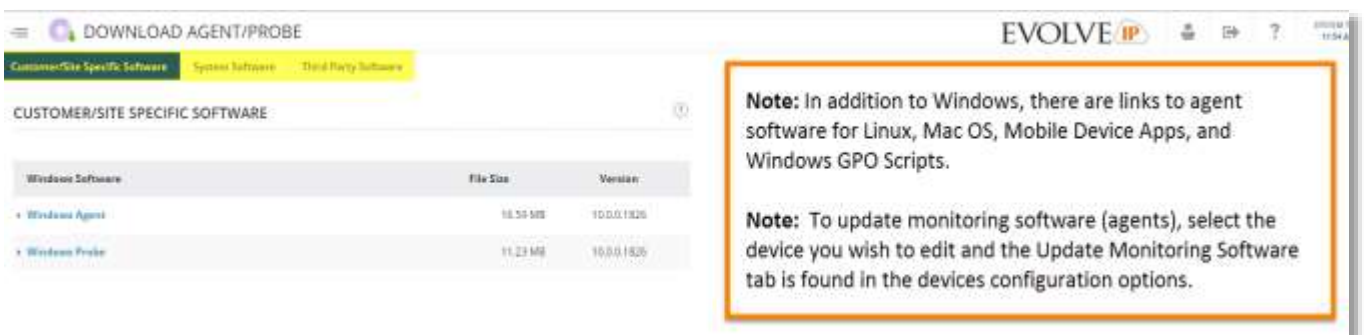 DOWNLOAD AGENT/PROBE
EVOLVE IP
?
Customer/Site Specific Software System Software Third Party Software
CUSTOMER/SITE SPECIFIC SOFTWARE
Windows Software File Size Version
Windows Agent MB 10.0.0.1826
Windows Probe 11.23 MB 10.0.0.1826
Note: In addition to Windows, there are links to agent
software for Linux, Mac OS, Mobile Device Apps, and
Windows GPO Scripts.
Note: To update monitoring software (agents), select the
device you wish to edit and the Update Monitoring Software
tab is found in the devices configuration options.